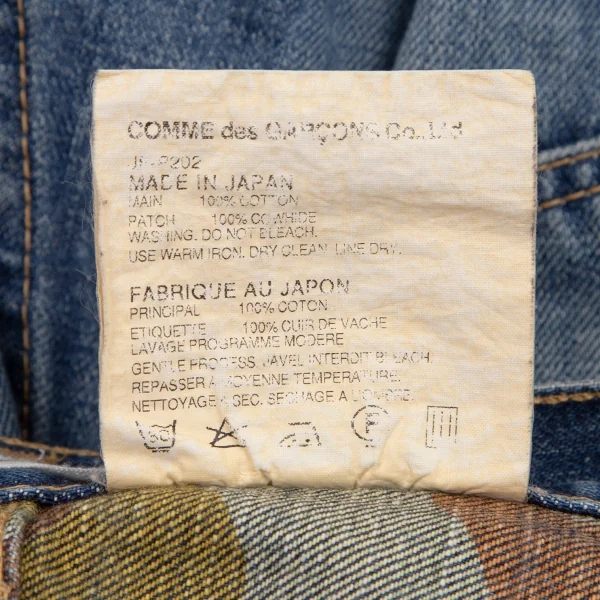 COMME des GARÇONS Co., Ltd
MADE IN JAPAN
MAIN 100% COTTON
PATCH 100% COWHIDE
WASHING. DO NOT BLEACH.
USE WARM IRON. DRY CLEAN. LINE DRY.
FABRIQUE AU JAPON
PRINCIPAL 100% COTON
ETIQUETTE 100% CUIR DE VACHE
LAVAGE PROGRAMME MODERE
GENTLE PROCESS. JAVEL INTERDIT BLEACH.
REPASSER A MOYENNE TEMPERATURE.
NETTOYAGE A SEC. SECHAGE A L'OMBRE.
P